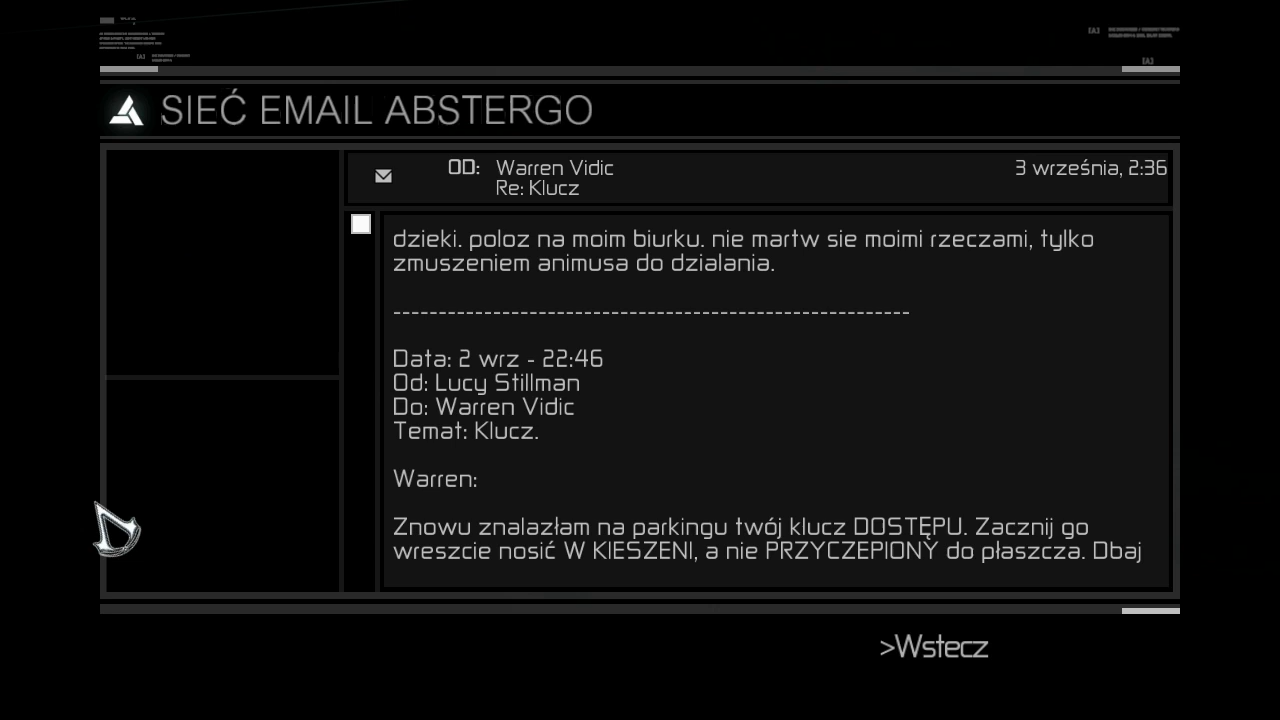 SIEĆ EMAIL ABSTERGO
OD: Warren Vidic 3 września, 2:36
Re: Klucz
dzieki. poloz na moim biurku. nie martw sie moimi rzeczami, tylko
zmuszeniem animusa do dzialania.
---------------------------------------------------------
Data: 2 wrz - 22:46
Od: Lucy Stillman
Do: Warren Vidic
Temat: Klucz.
Warren:
Znowu znalazłam na parkingu twój klucz DOSTĘPU. Zacznij go
wreszcie nosić W KIESZENI, a nie PRZYCZEPIONY do płaszcza. Dbaj
>Wstecz